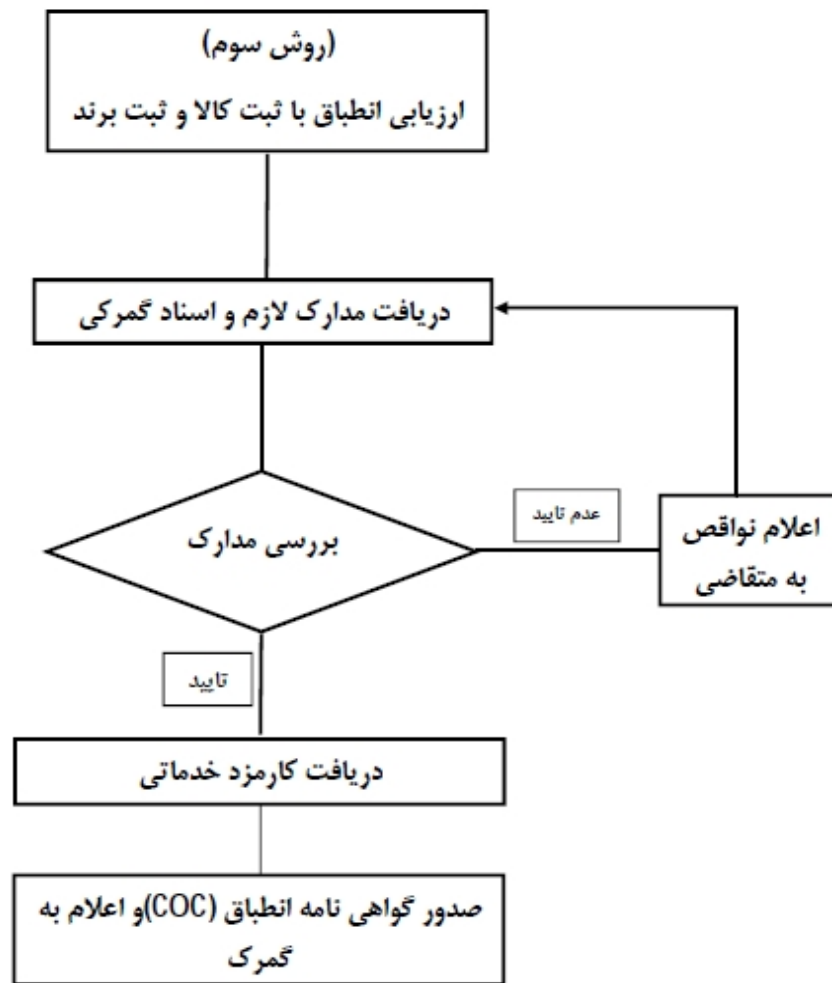 (روش سوم)
ارزیابی انطباق با ثبت کالا و ثبت برند
دریافت مدارک لازم و اسناد گمرکی
بررسی مدارک
عدم تایید
اعلام نواقص
به متقاضی
تایید
دریافت کارمزد خدماتی
صدور گواهی نامه انطباق (COC)و اعلام به
گمرک